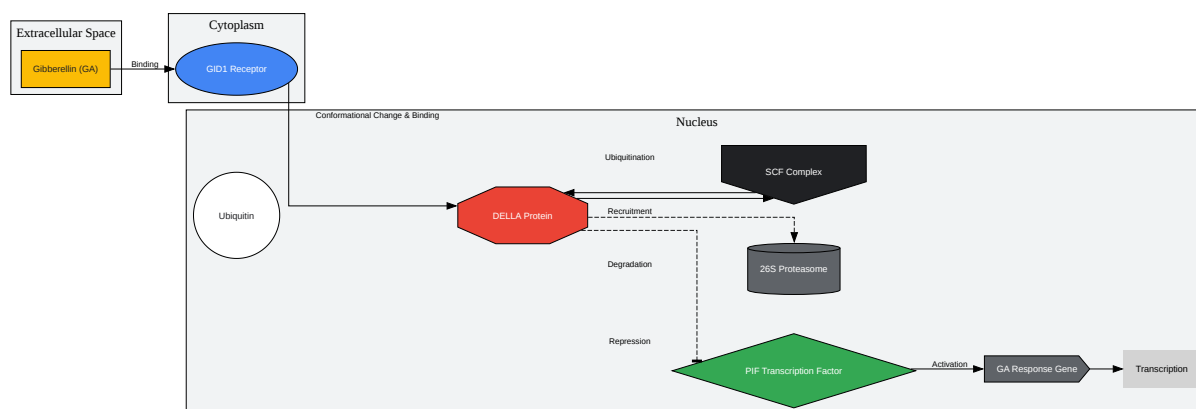 Cytoplasm
Extracellular Space
Gibberellin (GA)
Binding
GID1 Receptor
Conformational Change & Binding
Nucleus
Ubiquitination
SCF Complex
Ubiquitin
DELLA Protein
Recruitment
Degradation
26S Proteasome
Repression
PIF Transcription Factor
Activation
GA Response Gene
Transcription